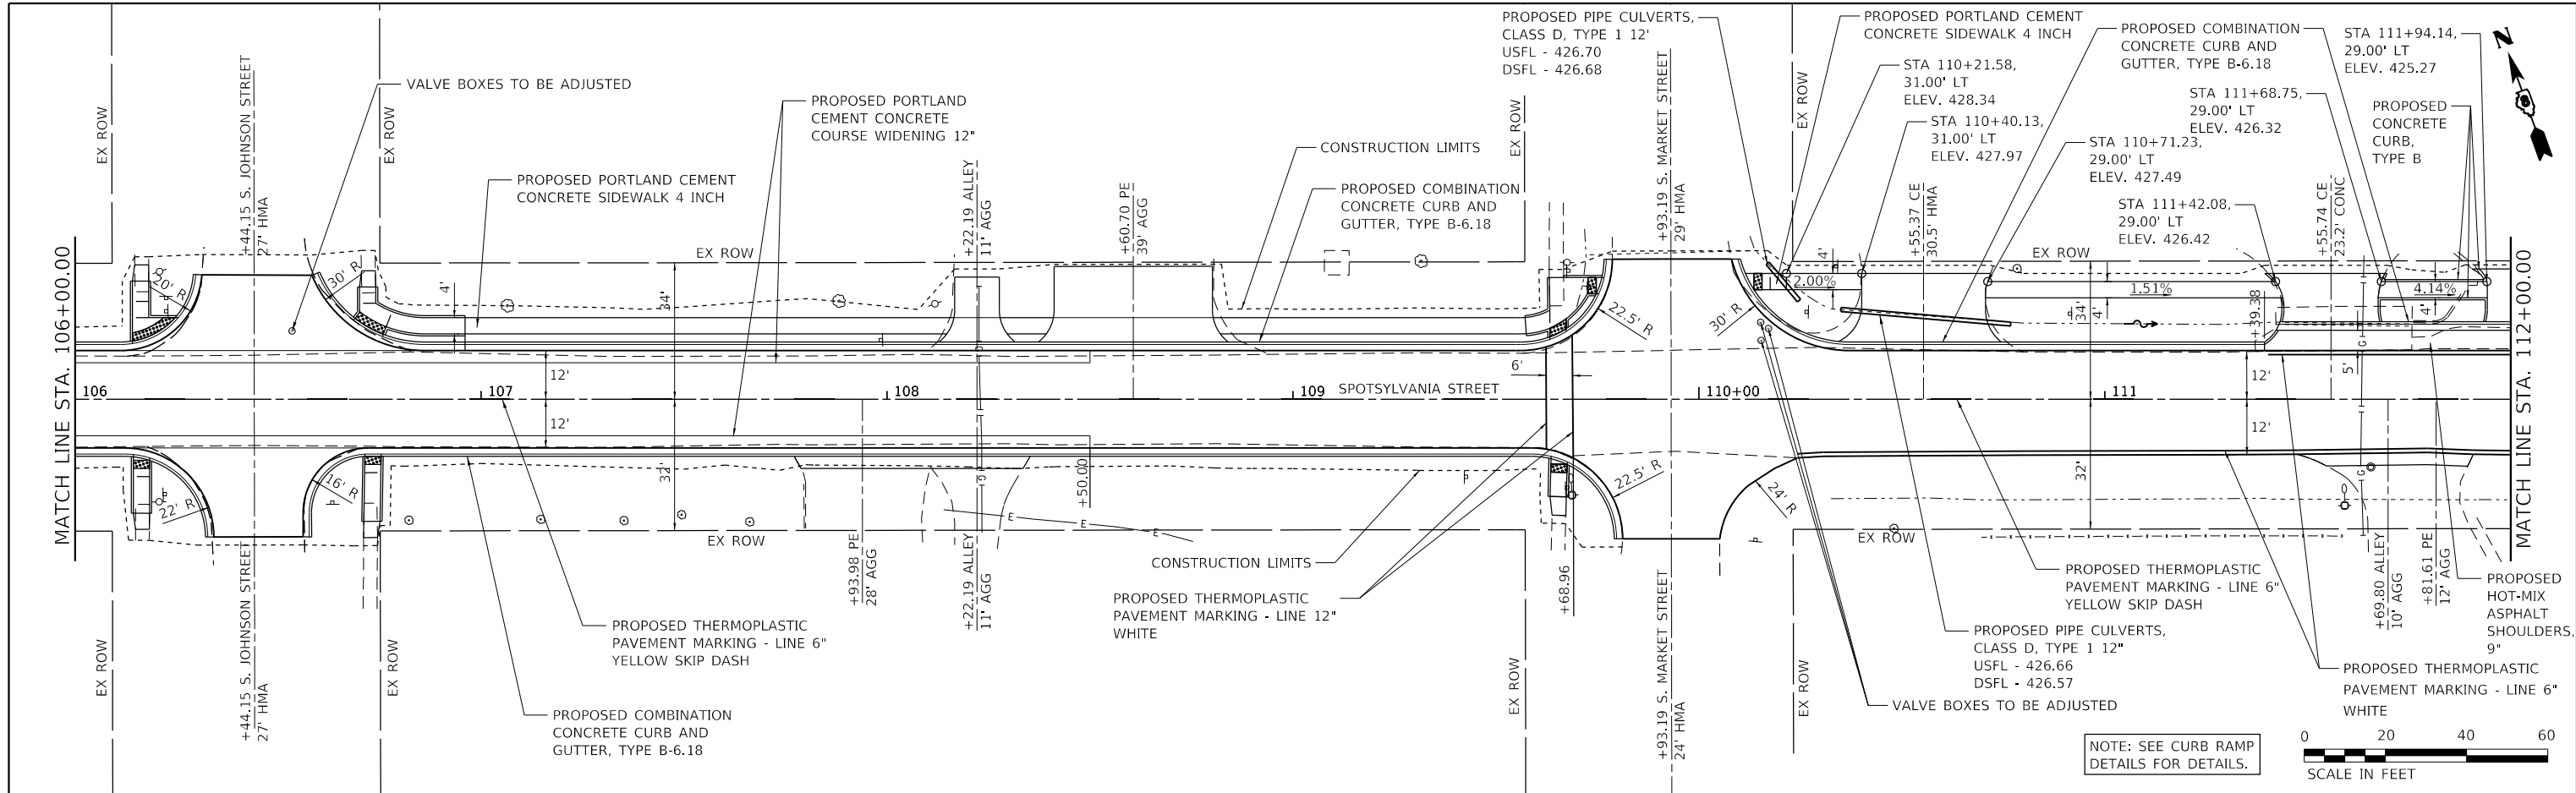 PROPOSED PIPE CULVERTS,
CLASS D, TYPE 1 12'
USFL - 426.70
DSFL - 426.68
PROPOSED PORTLAND CEMENT
CONCRETE SIDEWALK 4 INCH
PROPOSED COMBINATION
CONCRETE CURB AND
GUTTER, TYPE B-6.18
STA 111+94.14,
29.00' LT
ELEV. 425.27
N
8
STA 110+21.58,
31.00' LT
ELEV. 428.34
STA 111+68.75,
29.00' LT
ELEV. 426.32
PROPOSED
CONCRETE
CURB,
TYPE B
STA 110+40.13,
31.00' LT
ELEV. 427.97
STA 110+71.23,
29.00' LT
ELEV. 427.49
STA 111+42.08,
29.00' LT
ELEV. 426.42
VALVE BOXES TO BE ADJUSTED
PROPOSED PORTLAND
CEMENT CONCRETE
COURSE WIDENING 12"
PROPOSED PORTLAND CEMENT
CONCRETE SIDEWALK 4 INCH
CONSTRUCTION LIMITS
PROPOSED COMBINATION
CONCRETE CURB AND
GUTTER, TYPE B-6.18
EX ROW
EX ROW
EX ROW
EX ROW
+44.15 S. JOHNSON STREET
27' HMA
+22.19 ALLEY
11' AGG
+60.70 PE
39' AGG
+93.19 S. MARKET STREET
29' HMA
+55.37 CE
30.5' HMA
+55.74 CE
23.2' CONC
EX ROW
EX ROW
20' R
30' R
4'
34'
22.5' R
30' R
4'
2.00%
1.51%
34'
4'
+39.38
4.14%
4'
G
5'
MATCH LINE STA. 106+00.00
MATCH LINE STA. 112+00.00
12'
12'
6'
12'
12'
106
107
108
109
SPOTSYLVANIA STREET
110+00
111
22' R
16' R
32'
G
+50.00
22.5' R
24' R
32'
G
E
E
E
EX ROW
EX ROW
+44.15 S. JOHNSON STREET
27' HMA
+93.98 PE
28' AGG
+22.19 ALLEY
11' AGG
+68.96
+93.19 S. MARKET STREET
24' HMA
+69.80 ALLEY
10' AGG
+81.61 PE
12' AGG
EX ROW
EX ROW
EX ROW
EX ROW
CONSTRUCTION LIMITS
PROPOSED THERMOPLASTIC
PAVEMENT MARKING - LINE 12"
WHITE
PROPOSED THERMOPLASTIC
PAVEMENT MARKING - LINE 6"
YELLOW SKIP DASH
PROPOSED
HOT-MIX
ASPHALT
SHOULDERS,
9"
PROPOSED THERMOPLASTIC
PAVEMENT MARKING - LINE 6"
YELLOW SKIP DASH
PROPOSED PIPE CULVERTS,
CLASS D, TYPE 1 12"
USFL - 426.66
DSFL - 426.57
PROPOSED THERMOPLASTIC
PAVEMENT MARKING - LINE 6"
WHITE
VALVE BOXES TO BE ADJUSTED
PROPOSED COMBINATION
CONCRETE CURB AND
GUTTER, TYPE B-6.18
NOTE: SEE CURB RAMP
DETAILS FOR DETAILS.
0 20 40 60
SCALE IN FEET